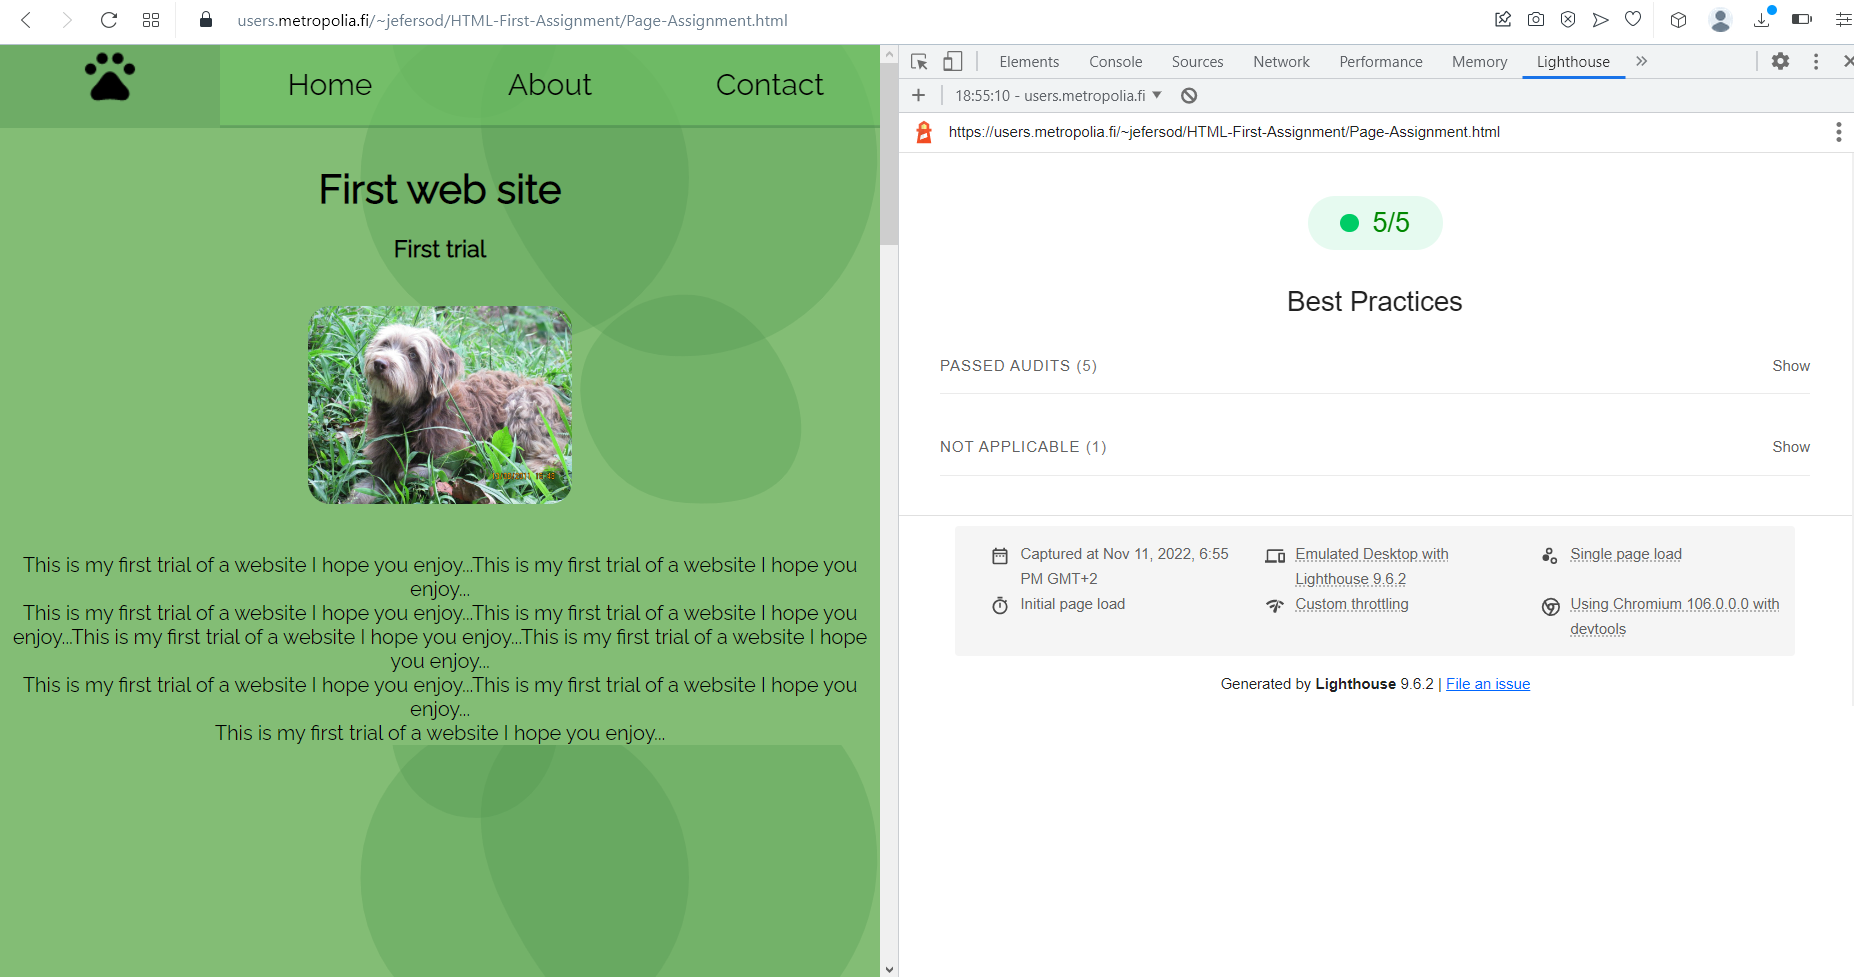 users.metropolia.fi/~jefersod/HTML-First-Assignment/Page-Assignment.html
Home About Contact
First web site
First trial
This is my first trial of a website I hope you enjoy...This is my first trial of a website I hope you
enjoy...
This is my first trial of a website I hope you enjoy...This is my first trial of a website I hope you
enjoy...This is my first trial of a website I hope you enjoy...This is my first trial of a website I hope
you enjoy...
This is my first trial of a website I hope you enjoy...This is my first trial of a website I hope you
enjoy...
This is my first trial of a website I hope you enjoy...
Elements Console Sources Network Performance Memory Lighthouse
18:55:10 - users.metropolia.fi
https://users.metropolia.fi/~jefersod/HTML-First-Assignment/Page-Assignment.html
5/5
Best Practices
PASSED AUDITS (5) Show
NOT APPLICABLE (1) Show
Captured at Nov 11, 2022, 6:55
PM GMT+2
Emulated Desktop with
Lighthouse 9.6.2
Single page load
Initial page load
Custom throttling
Using Chromium 106.0.0.0 with
devtools
Generated by Lighthouse 9.6.2 | File an issue